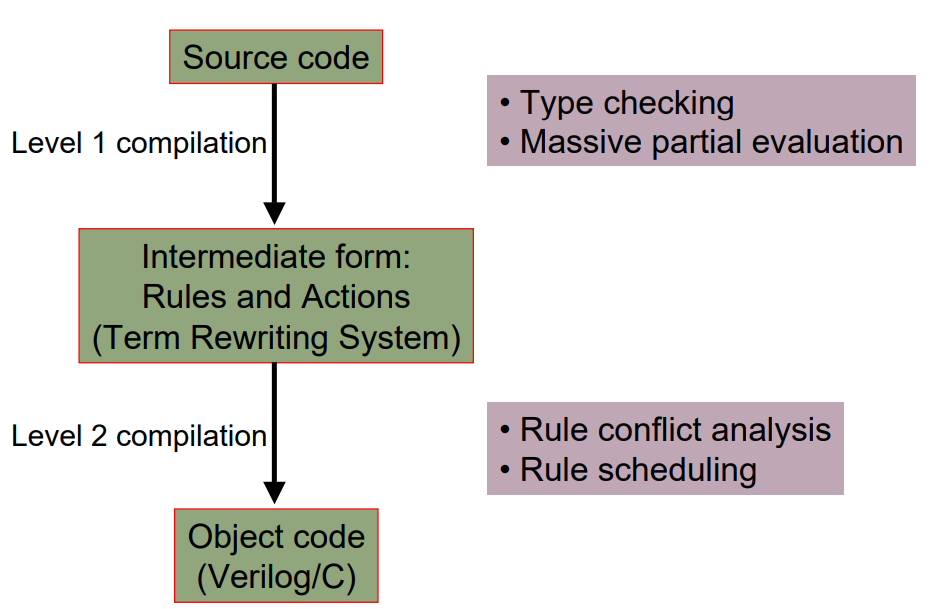 Source code
Level 1 compilation
• Type checking
• Massive partial evaluation
Intermediate form:
Rules and Actions
(Term Rewriting System)
Level 2 compilation
• Rule conflict analysis
• Rule scheduling
Object code
(Verilog/C)